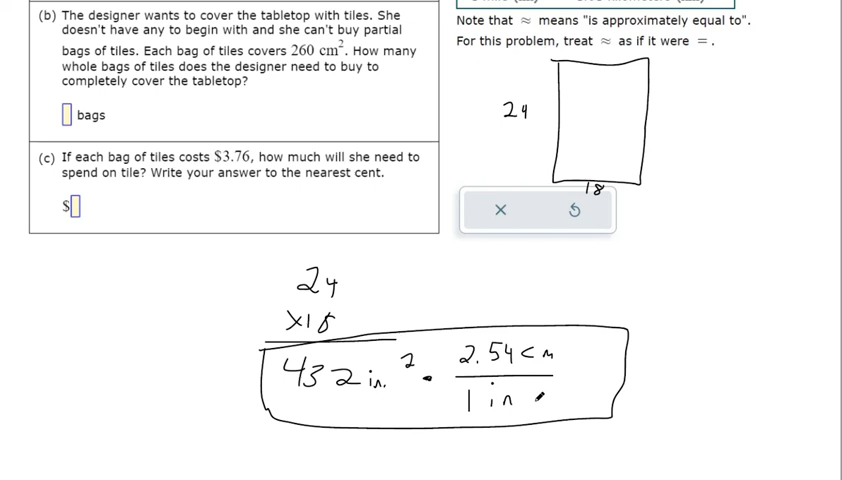 (b) The designer wants to cover the tabletop with tiles. She
doesn't have any to begin with and she can't buy partial
bags of tiles. Each bag of tiles covers 260 cm². How many
whole bags of tiles does the designer need to buy to
completely cover the tabletop?
bags
(c) If each bag of tiles costs $3.76, how much will she need to
spend on tile? Write your answer to the nearest cent.
$
Note that ≈ means "is approximately equal to".
For this problem, treat ≈ as if it were =.
24
18
24
×18
432 in.² · 2.54 cm
1 in